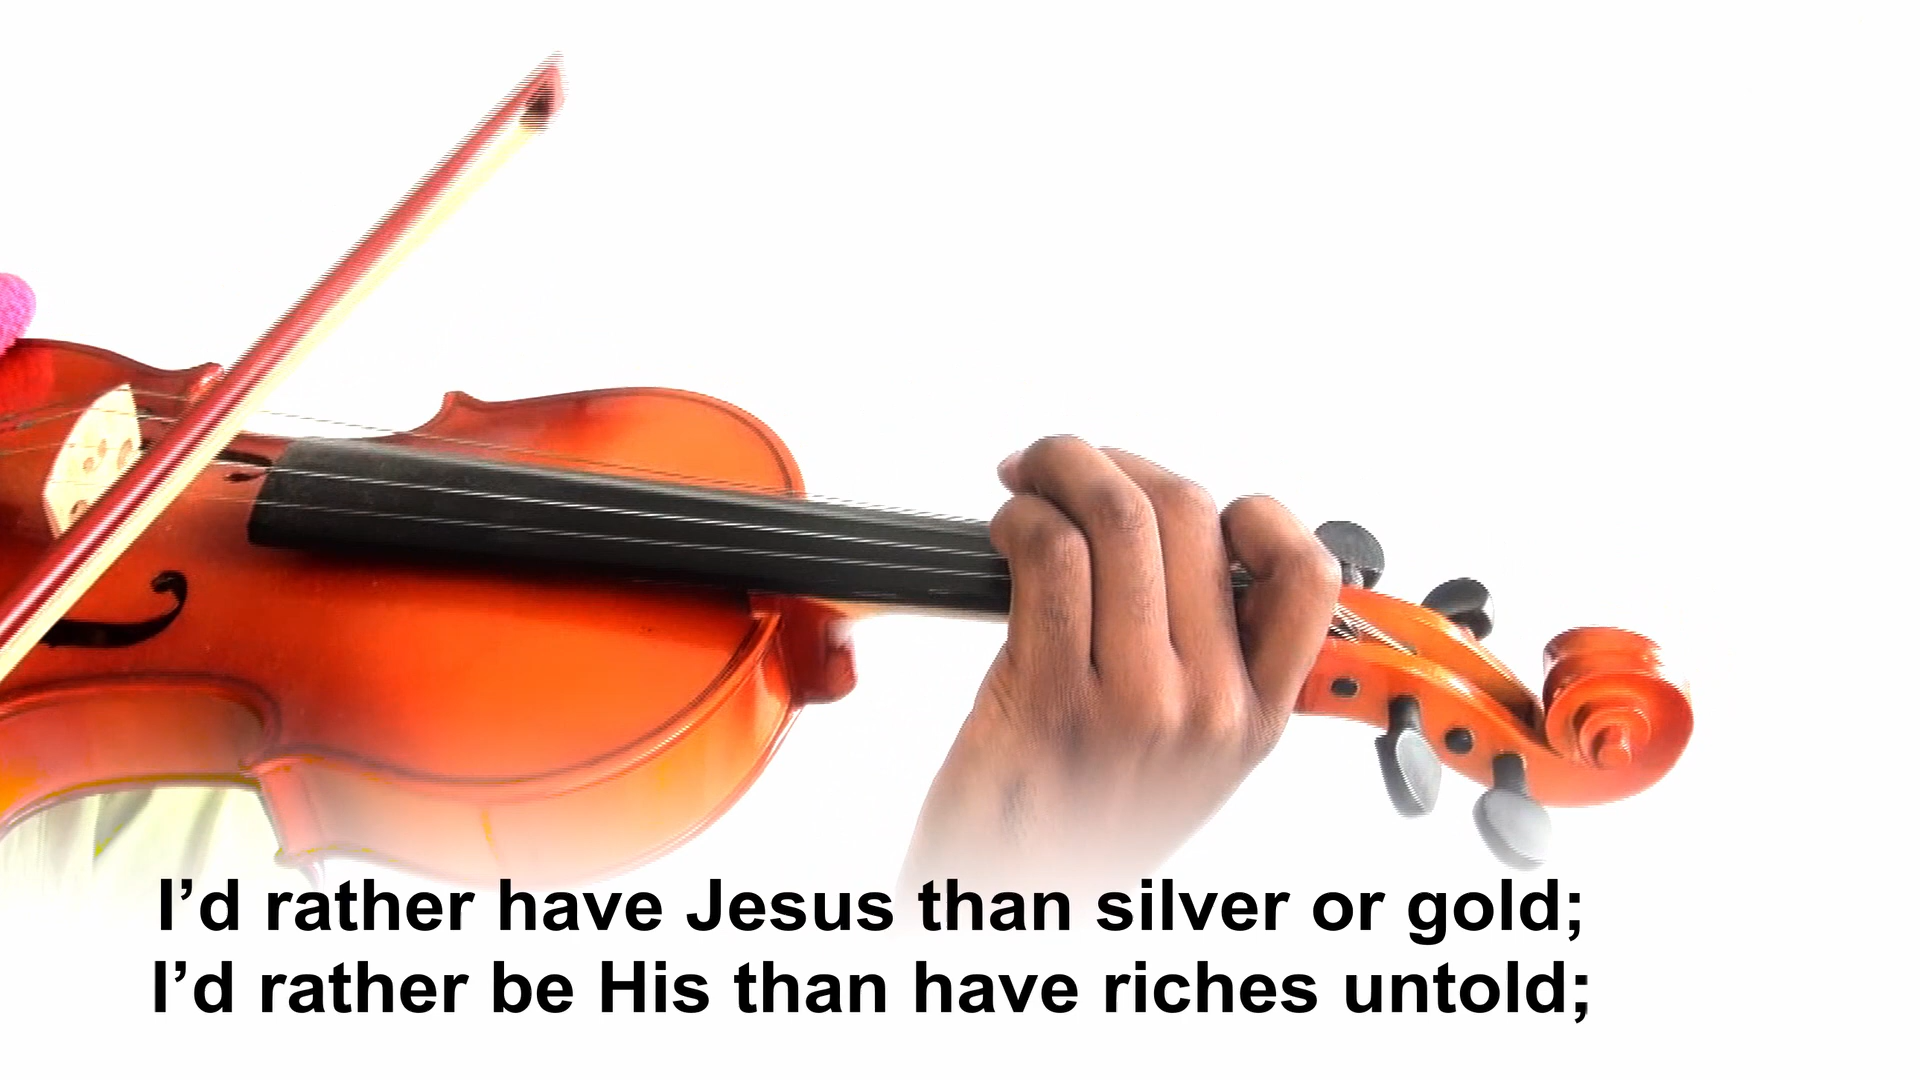 I’d rather have Jesus than silver or gold;
I’d rather be His than have riches untold;